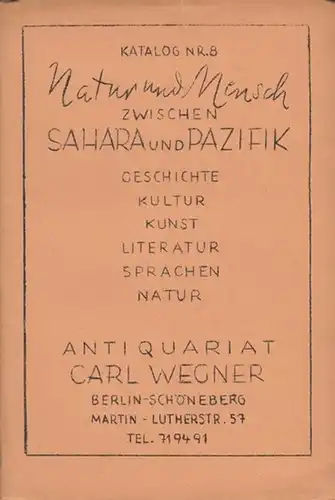 KATALOG NR.8
Natur und Mensch
ZWISCHEN
SAHARA UND PAZIFIK
GESCHICHTE
KULTUR
KUNST
LITERATUR
SPRACHEN
NATUR
ANTIQUARIAT
CARL WEGNER
BERLIN-SCHÖNEBERG
MARTIN - LUTHERSTR. 57
TEL. 719491